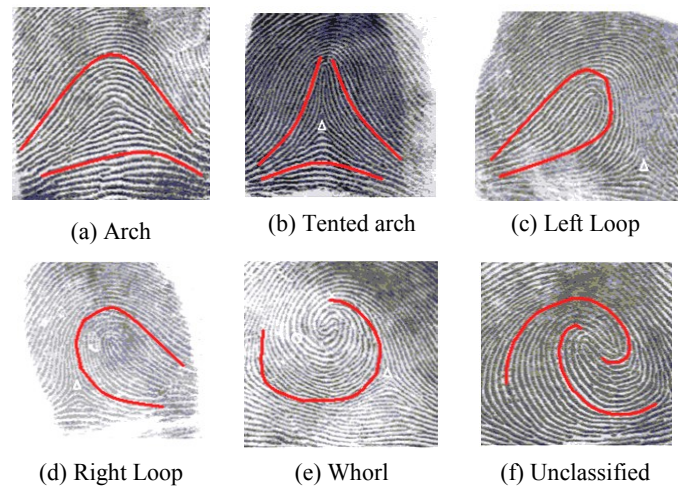 (a) Arch
(b) Tented arch
(c) Left Loop
(d) Right Loop
(e) Whorl
(f) Unclassified